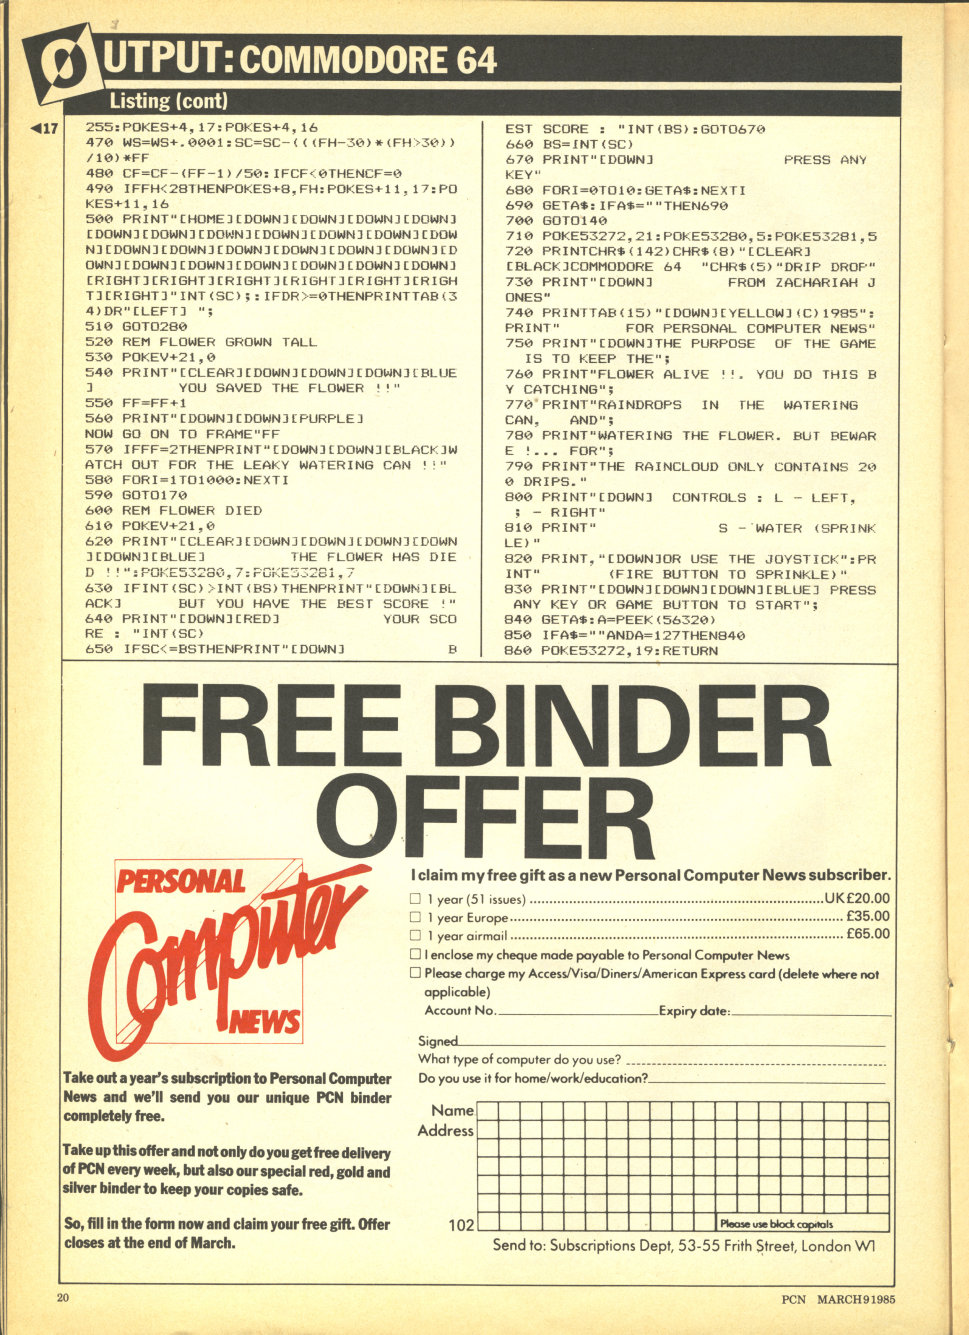 OUTPUT: COMMODORE 64
Listing (cont)
◀17
255:POKES+4,17:POKES+4,16
470 WS=WS+.0001:SC=SC-(((FH-30)*(FH>30))
/10)*FF
480 CF=CF-(FF-1)/50:IFCF<0THENCF=0
490 IFFH<28THENPOKES+8,FH:POKES+11,17:PO
KES+11,16
500 PRINT"[HOME][DOWN][DOWN][DOWN][DOWN]
[DOWN][DOWN][DOWN][DOWN][DOWN][DOWN][DOW
N][DOWN][DOWN][DOWN][DOWN][DOWN][DOWN][D
OWN][DOWN][DOWN][DOWN][DOWN][DOWN][DOWN]
[RIGHT][RIGHT][RIGHT][RIGHT][RIGHT][RIGH
T][RIGHT]"INT(SC);:IFDR>=0THENPRINTTAB(3
4)DR"[LEFT] ";
510 GOTO280
520 REM FLOWER GROWN TALL
530 POKEV+21,0
540 PRINT"[CLEAR][DOWN][DOWN][DOWN][BLUE
]         YOU SAVED THE FLOWER !!"
550 FF=FF+1
560 PRINT"[DOWN][DOWN][PURPLE]
NOW GO ON TO FRAME"FF
570 IFFF=2THENPRINT"[DOWN][DOWN][BLACK]W
ATCH OUT FOR THE LEAKY WATERING CAN !!"
580 FORI=1TO1000:NEXTI
590 GOTO170
600 REM FLOWER DIED
610 POKEV+21,0
620 PRINT"[CLEAR][DOWN][DOWN][DOWN][DOWN
][DOWN][BLUE]         THE FLOWER HAS DIE
D !!":POKE53280,7:POKE53281,7
630 IFINT(SC)>INT(BS)THENPRINT"[DOWN][BL
ACK]      BUT YOU HAVE THE BEST SCORE !"
640 PRINT"[DOWN][RED]           YOUR SCO
RE :  "INT(SC)
650 IFSC<=BSTHENPRINT"[DOWN]           B
EST SCORE :  "INT(BS):GOTO670
660 BS=INT(SC)
670 PRINT"[DOWN]              PRESS ANY
KEY"
680 FORI=0TO10:GETA$:NEXTI
690 GETA$:IFA$=""THEN690
700 GOTO140
710 POKE53272,21:POKE53280,5:POKE53281,5
720 PRINTCHR$(142)CHR$(8)"[CLEAR]
[BLACK]COMMODORE 64  "CHR$(5)"DRIP DROP"
730 PRINT"[DOWN]        FROM ZACHARIAH J
ONES"
740 PRINTTAB(15)"[DOWN][YELLOW](C)1985":
PRINT"       FOR PERSONAL COMPUTER NEWS"
750 PRINT"[DOWN]THE PURPOSE  OF THE GAME
  IS TO KEEP THE";
760 PRINT"FLOWER ALIVE !!. YOU DO THIS B
Y CATCHING";
770 PRINT"RAINDROPS  IN  THE  WATERING
CAN,   AND";
780 PRINT"WATERING THE FLOWER. BUT BEWAR
E !... FOR";
790 PRINT"THE RAINCLOUD ONLY CONTAINS 20
0 DRIPS."
800 PRINT"[DOWN]  CONTROLS : L - LEFT,
 ; - RIGHT"
810 PRINT"             S - WATER (SPRINK
LE)"
820 PRINT,"[DOWN]OR USE THE JOYSTICK":PR
INT"       (FIRE BUTTON TO SPRINKLE)"
830 PRINT"[DOWN][DOWN][DOWN][BLUE] PRESS
 ANY KEY OR GAME BUTTON TO START";
840 GETA$:A=PEEK(56320)
850 IFA$=""ANDA=127THEN840
860 POKE53272,19:RETURN
FREE BINDER
OFFER
PERSONAL
Computer
NEWS
Take out a year's subscription to Personal Computer
News and we'll send you our unique PCN binder
completely free.
Take up this offer and not only do you get free delivery
of PCN every week, but also our special red, gold and
silver binder to keep your copies safe.
So, fill in the form now and claim your free gift. Offer
closes at the end of March.
I claim my free gift as a new Personal Computer News subscriber.
☐ 1 year (51 issues) ........ UK £20.00
☐ 1 year Europe ........ £35.00
☐ 1 year airmail ........ £65.00
☐ I enclose my cheque made payable to Personal Computer News
☐ Please charge my Access/Visa/Diners/American Express card (delete where not
applicable)
Account No. ________ Expiry date: ________
Signed ________
What type of computer do you use? ________
Do you use it for home/work/education? ________
Name
Address
102
Please use block capitals
Send to: Subscriptions Dept, 53-55 Frith Street, London W1
20
PCN MARCH 9 1985